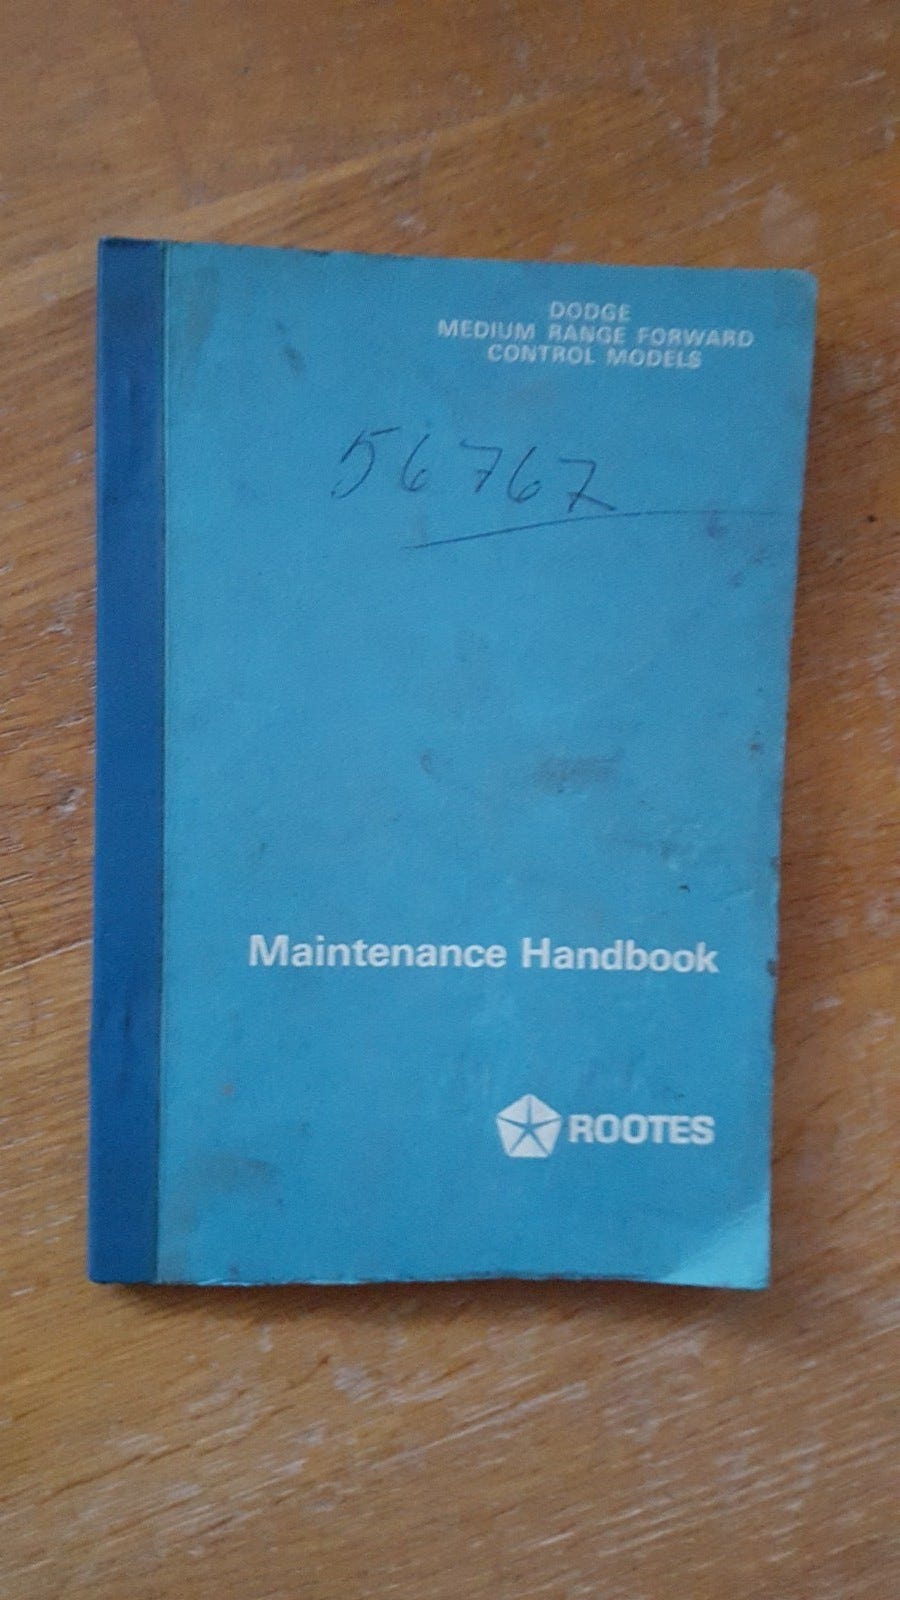 DODGE
MEDIUM RANGE FORWARD
CONTROL MODELS
56767
Maintenance Handbook
ROOTES